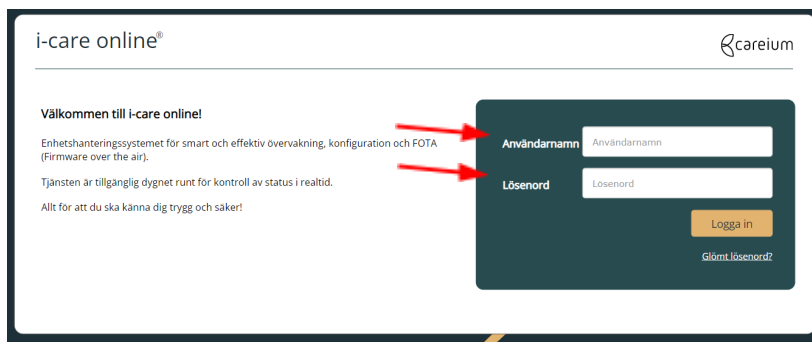 i-care online®
careium
Välkommen till i-care online!
Enhetshanteringssystemet för smart och effektiv övervakning, konfiguration och FOTA
(Firmware over the air).
Tjänsten är tillgänglig dygnet runt för kontroll av status i realtid.
Allt för att du ska känna dig trygg och säker!
Användarnamn Användarnamn
Lösenord Lösenord
Logga in
Glömt lösenord?